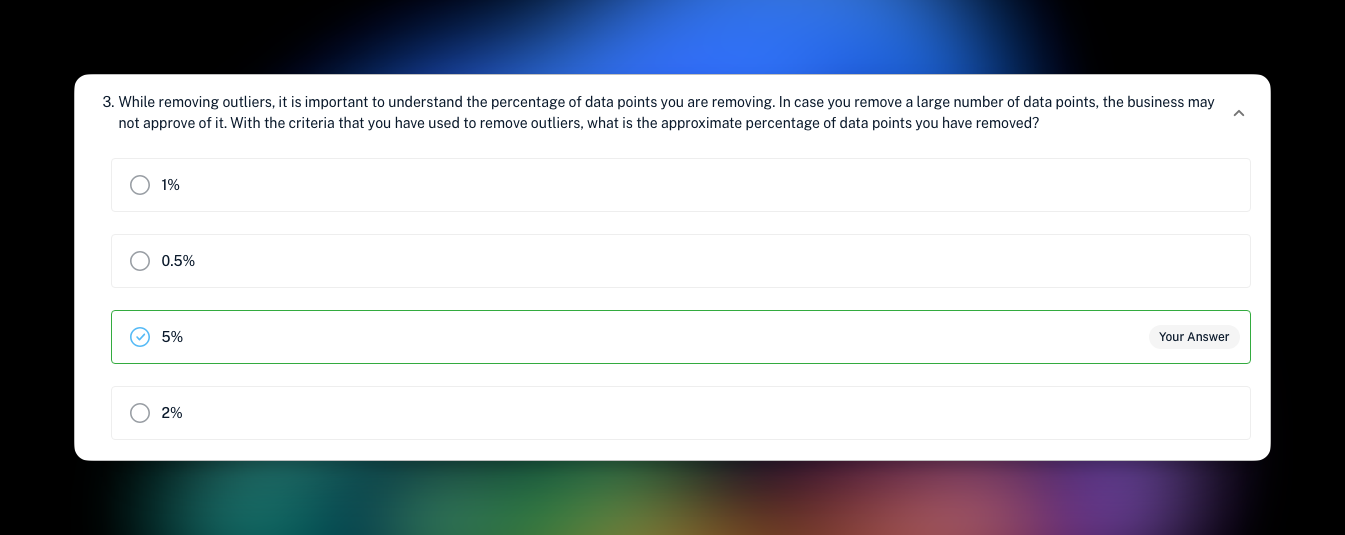 3. While removing outliers, it is important to understand the percentage of data points you are removing. In case you remove a large number of data points, the business may
not approve of it. With the criteria that you have used to remove outliers, what is the approximate percentage of data points you have removed?
1%
0.5%
5%
Your Answer
2%